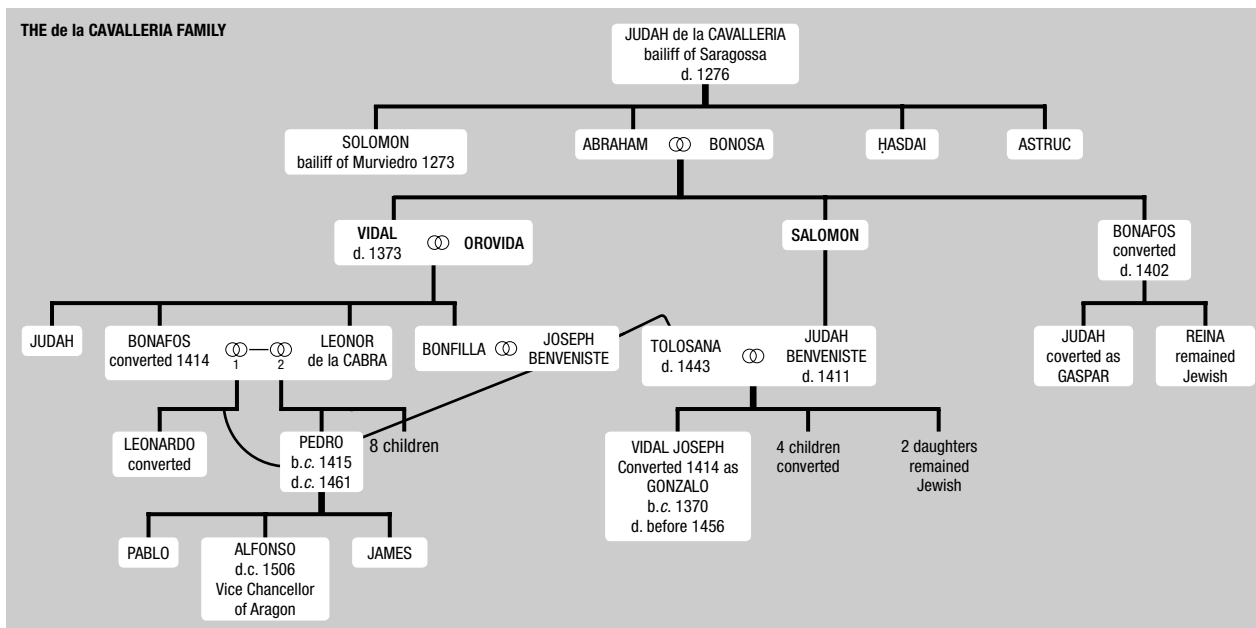 THE de la CAVALLERIA FAMILY
JUDAH de la CAVALLERIA
bailiff of Saragossa
d. 1276
SOLOMON
bailiff of Murviedro 1273
ABRAHAM
BONOSA
ḤASDAI
ASTRUC
VIDAL
d. 1373
OROVIDA
SALOMON
BONAFOS
converted
d. 1402
JUDAH
BONAFOS
converted 1414
1
2
LEONOR
de la CABRA
BONFILLA
JOSEPH
BENVENISTE
TOLOSANA
d. 1443
JUDAH
BENVENISTE
d. 1411
JUDAH
coverted as
GASPAR
REINA
remained
Jewish
LEONARDO
converted
PEDRO
b.c. 1415
d.c. 1461
8 children
VIDAL JOSEPH
Converted 1414 as
GONZALO
b.c. 1370
d. before 1456
4 children
converted
2 daughters
remained
Jewish
PABLO
ALFONSO
d.c. 1506
Vice Chancellor
of Aragon
JAMES